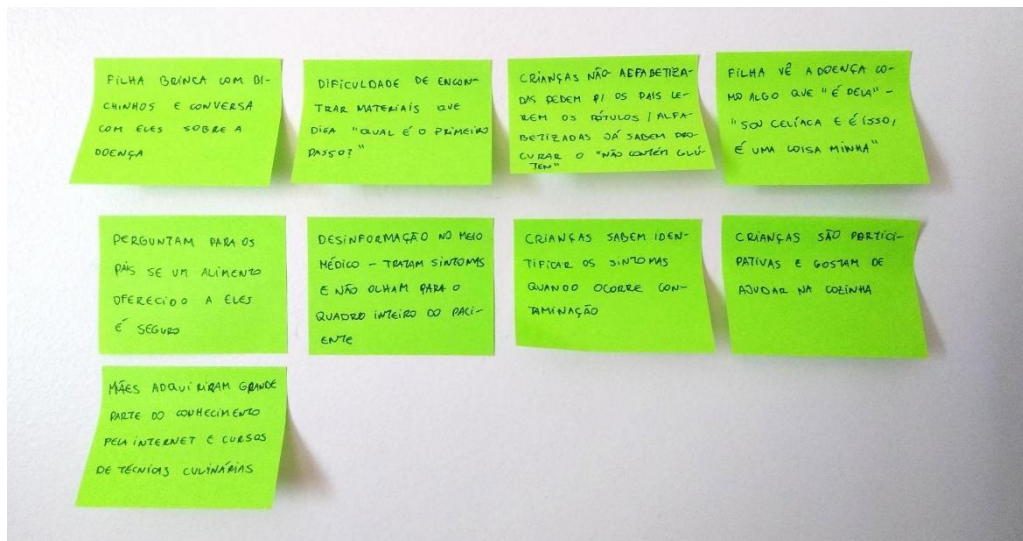 FILHA BRINCA COM BI-
CHINHOS E CONVERSA
COM ELES SOBRE A
DOENÇA
DIFICULDADE DE ENCON-
TRAR MATERIAIS QUE
DIGA "QUAL É O PRIMEIRO
PASSO?"
CRIANÇAS NÃO ALFABETIZA-
DAS PEDEM P/ OS PAIS LE-
REM OS RÓTULOS / ALFA-
BETIZADAS JÁ SABEM PRO-
CURAR O "NÃO CONTÉM GLÚ-
TEN"
FILHA VÊ A DOENÇA CO-
MO ALGO QUE "É DELA" -
"SOU CELÍACA E É ISSO,
É UMA COISA MINHA"
PERGUNTAM PARA OS
PAIS SE UM ALIMENTO
OFERECIDO A ELES
É SEGURO
DESINFORMAÇÃO NO MEIO
MÉDICO - TRATAM SINTOMAS
E NÃO OLHAM PARA O
QUADRO INTEIRO DO PACI-
ENTE
CRIANÇAS SABEM IDEN-
TIFICAR OS SINTOMAS
QUANDO OCORRE CON-
TAMINAÇÃO
CRIANÇAS SÃO PARTICI-
PATIVAS E GOSTAM DE
AJUDAR NA COZINHA
MÃES ADQUIRIRAM GRANDE
PARTE DO CONHECIMENTO
PELA INTERNET E CURSOS
DE TÉCNICAS CULINÁRIAS